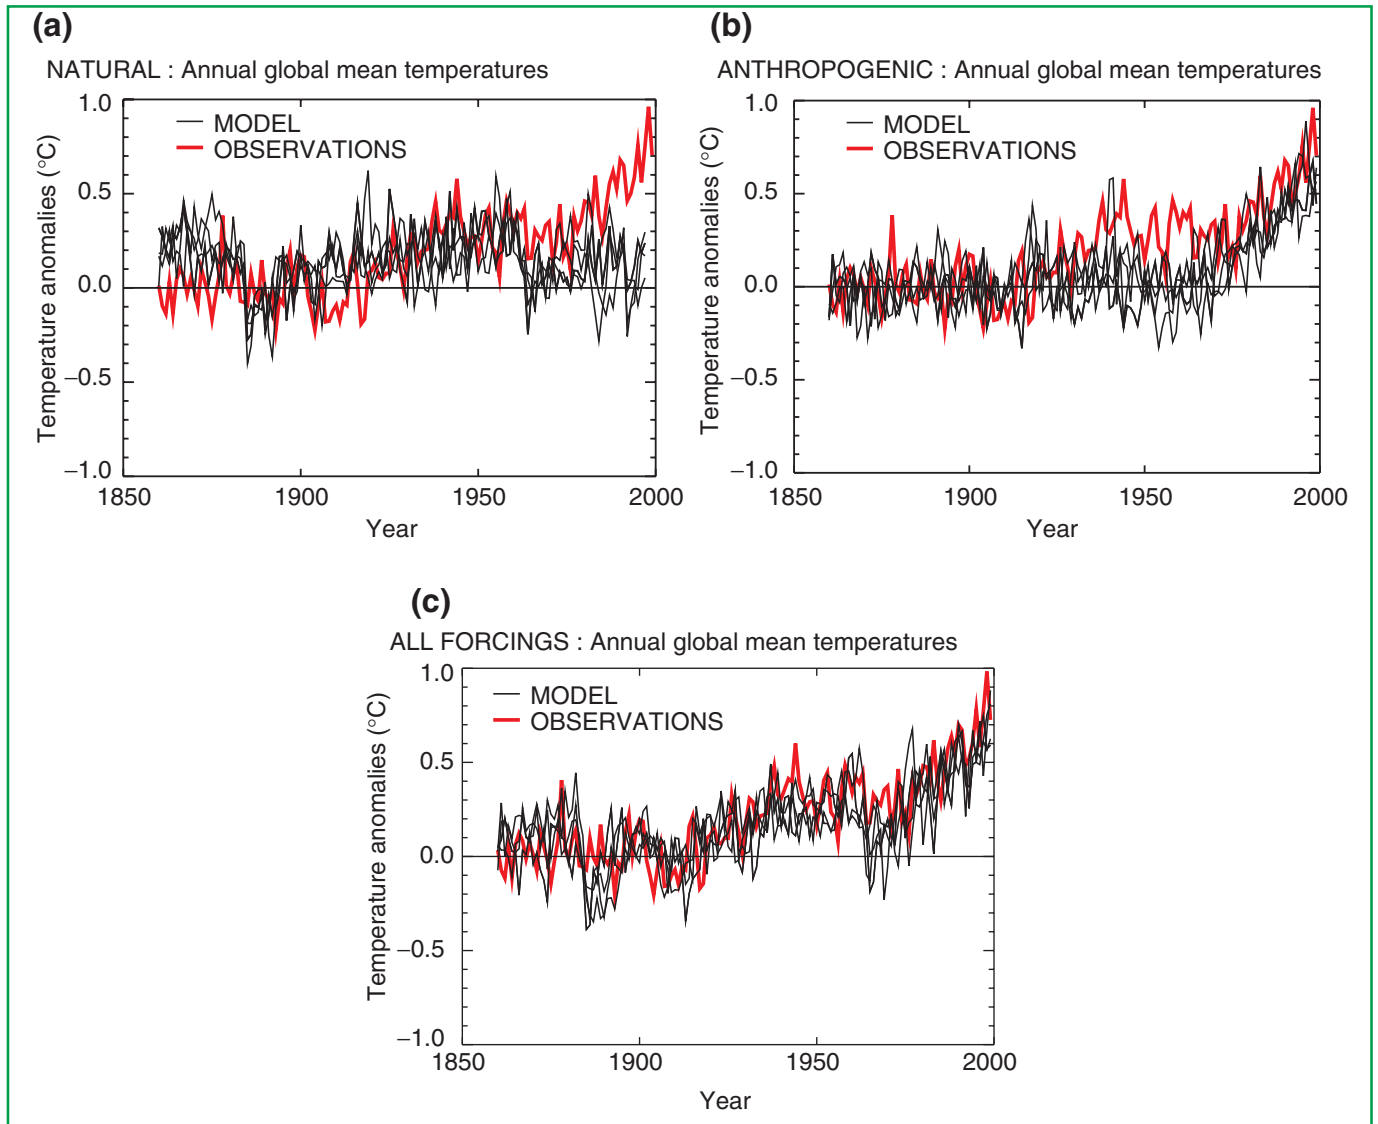 (a)
NATURAL : Annual global mean temperatures
1.0
0.5
0.0
−0.5
−1.0
Temperature anomalies (°C)
MODEL
OBSERVATIONS
1850 1900 1950 2000
Year
(b)
ANTHROPOGENIC : Annual global mean temperatures
1.0
0.5
0.0
−0.5
−1.0
Temperature anomalies (°C)
MODEL
OBSERVATIONS
1850 1900 1950 2000
Year
(c)
ALL FORCINGS : Annual global mean temperatures
1.0
0.5
0.0
−0.5
−1.0
Temperature anomalies (°C)
MODEL
OBSERVATIONS
1850 1900 1950 2000
Year